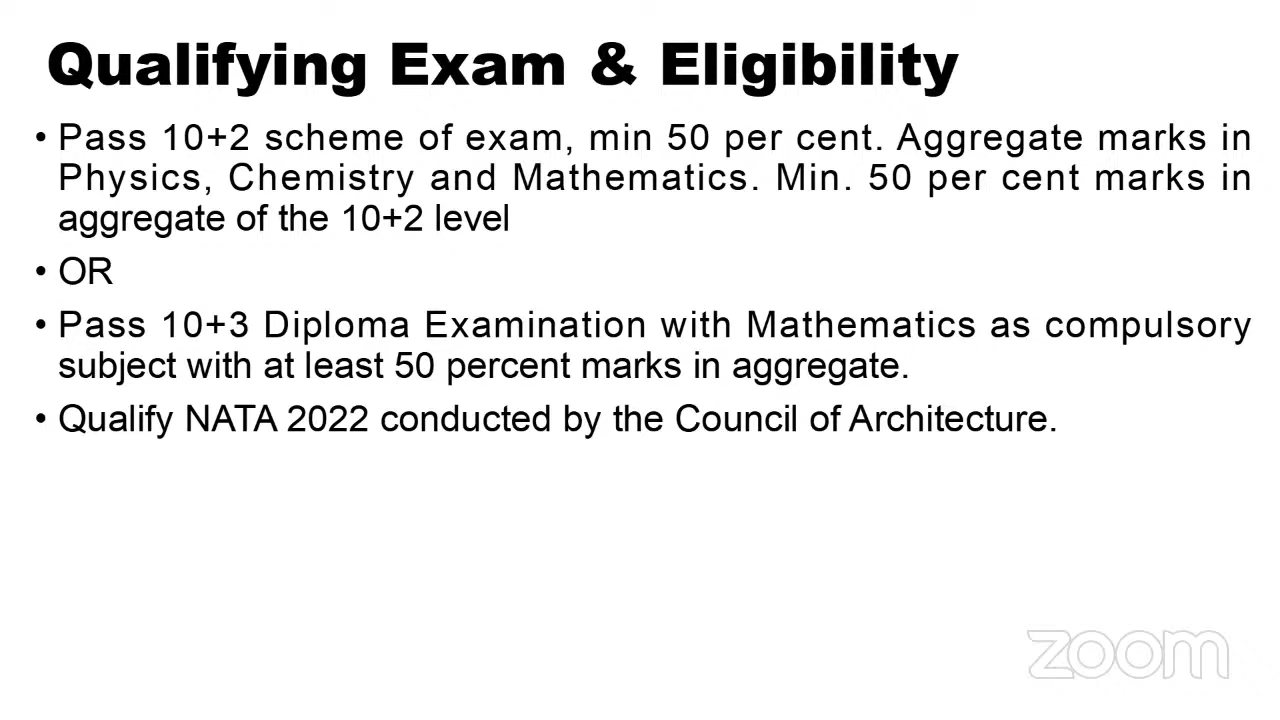 Qualifying Exam & Eligibility
• Pass 10+2 scheme of exam, min 50 per cent. Aggregate marks in
Physics, Chemistry and Mathematics. Min. 50 per cent marks in
aggregate of the 10+2 level
• OR
• Pass 10+3 Diploma Examination with Mathematics as compulsory
subject with at least 50 percent marks in aggregate.
• Qualify NATA 2022 conducted by the Council of Architecture.
zoom